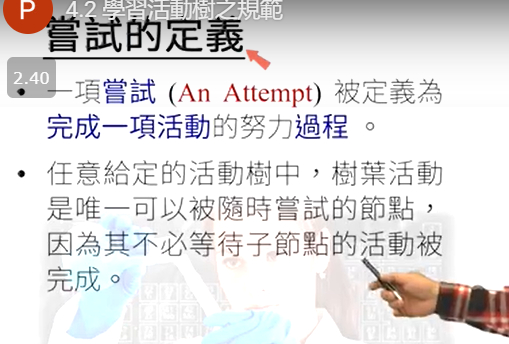 P
4.2 學習活動樹之規範
嘗試的定義
2.40
• 一項嘗試 (An Attempt) 被定義為
完成一項活動的努力過程 。
• 任意給定的活動樹中，樹葉活動
是唯一可以被隨時嘗試的節點，
因為其不必等待子節點的活動被
完成。